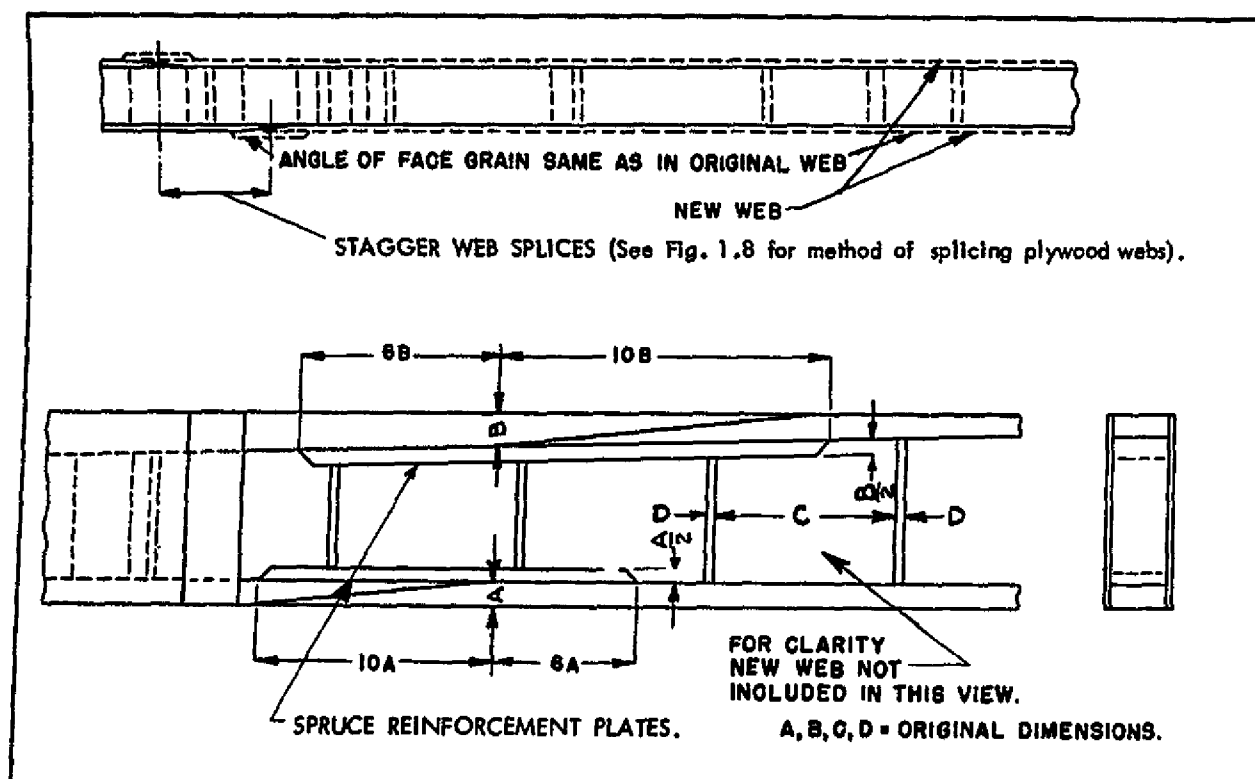 ANGLE OF FACE GRAIN SAME AS IN ORIGINAL WEB
NEW WEB
STAGGER WEB SPLICES (See Fig. 1.8 for method of splicing plywood webs).
6B
10B
B
B/2
D
C
D
A/2
A
10A
6A
FOR CLARITY
NEW WEB NOT
INCLUDED IN THIS VIEW.
SPRUCE REINFORCEMENT PLATES.
A, B, C, D = ORIGINAL DIMENSIONS.